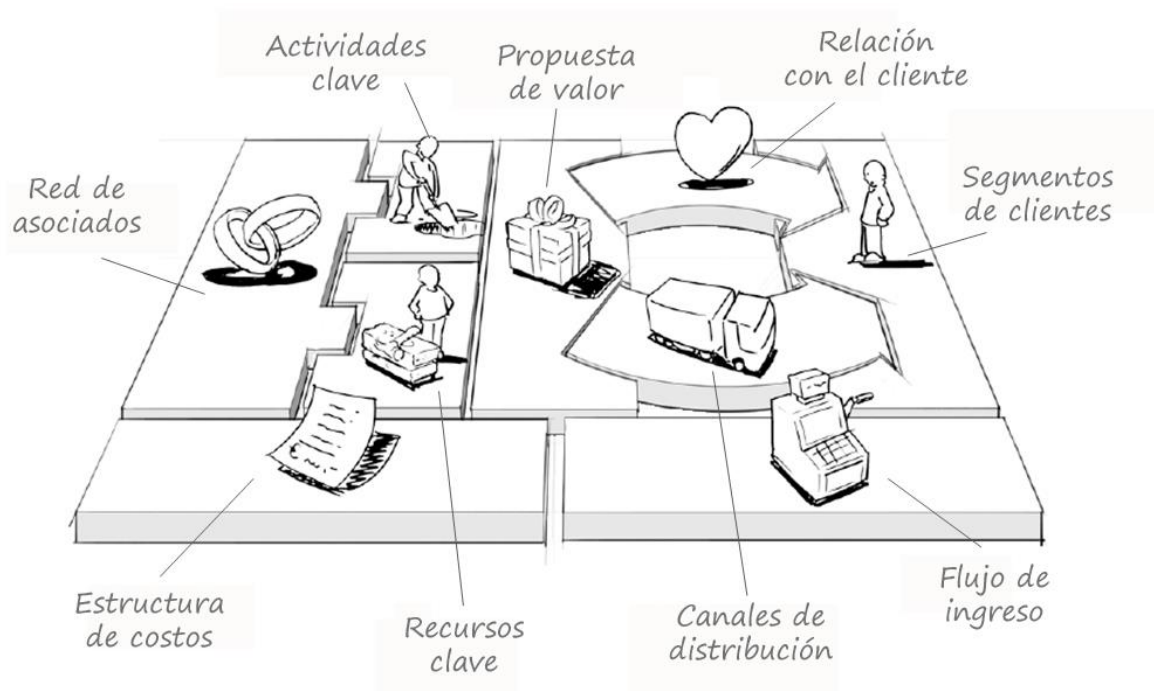 Actividades
clave
Propuesta
de valor
Relación
con el cliente
Red de
asociados
Segmentos
de clientes
Estructura
de costos
Recursos
clave
Canales de
distribución
Flujo de
ingreso